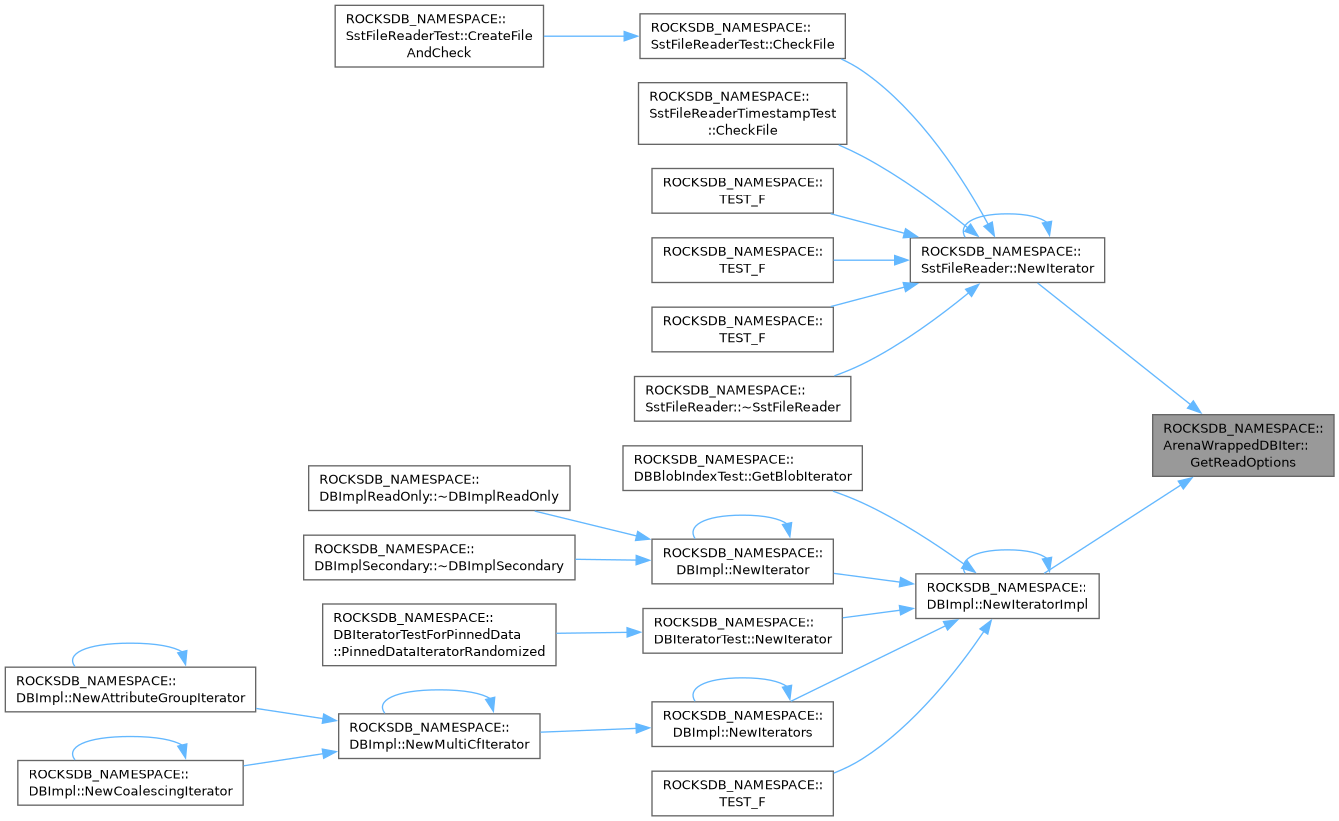 ROCKSDB_NAMESPACE::
SstFileReaderTest::CreateFile
AndCheck
ROCKSDB_NAMESPACE::
SstFileReaderTest::CheckFile
ROCKSDB_NAMESPACE::
SstFileReaderTimestampTest
::CheckFile
ROCKSDB_NAMESPACE::
TEST_F
ROCKSDB_NAMESPACE::
TEST_F
ROCKSDB_NAMESPACE::
SstFileReader::NewIterator
ROCKSDB_NAMESPACE::
TEST_F
ROCKSDB_NAMESPACE::
SstFileReader::~SstFileReader
ROCKSDB_NAMESPACE::
ArenaWrappedDBIter::
GetReadOptions
ROCKSDB_NAMESPACE::
DBBlobIndexTest::GetBlobIterator
ROCKSDB_NAMESPACE::
DBImplReadOnly::~DBImplReadOnly
ROCKSDB_NAMESPACE::
DBImplSecondary::~DBImplSecondary
ROCKSDB_NAMESPACE::
DBImpl::NewIterator
ROCKSDB_NAMESPACE::
DBImpl::NewIteratorImpl
ROCKSDB_NAMESPACE::
DBIteratorTestForPinnedData
::PinnedDataIteratorRandomized
ROCKSDB_NAMESPACE::
DBIteratorTest::NewIterator
ROCKSDB_NAMESPACE::
DBImpl::NewAttributeGroupIterator
ROCKSDB_NAMESPACE::
DBImpl::NewMultiCfIterator
ROCKSDB_NAMESPACE::
DBImpl::NewIterators
ROCKSDB_NAMESPACE::
DBImpl::NewCoalescingIterator
ROCKSDB_NAMESPACE::
TEST_F